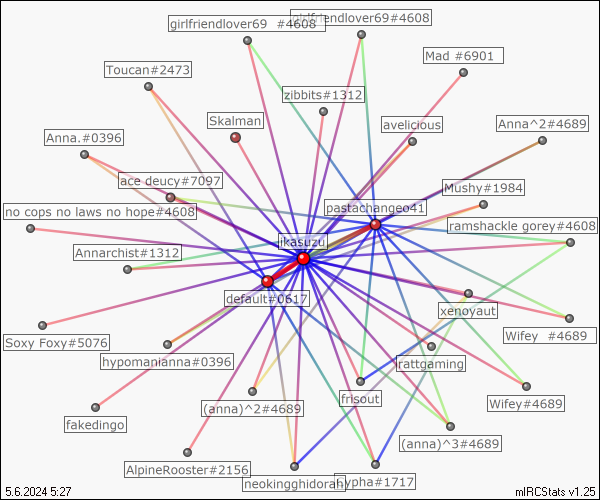 girlfriendlover69   #4608
girlfriendlover69#4608
Mad #6901
Toucan#2473
zibbits#1312
Skalman
avelicious
Anna^2#4689
Anna.#0396
ace deucy#7097
Mushy#1984
no cops no laws no hope#4608
pastachangeo41
ramshackle gorey#4608
jikasuzu
Annarchist#1312
default#0617
xenoyaut
Soxy Foxy#5076
Wifey  #4689
hypomanianna#0396
rattgaming
frisout
Wifey#4689
fakedingo
(anna)^2#4689
(anna)^3#4689
AlpineRooster#2156
neokingghidorah
hypha#1717
5.6.2024 5:27
mIRCStats v1.25